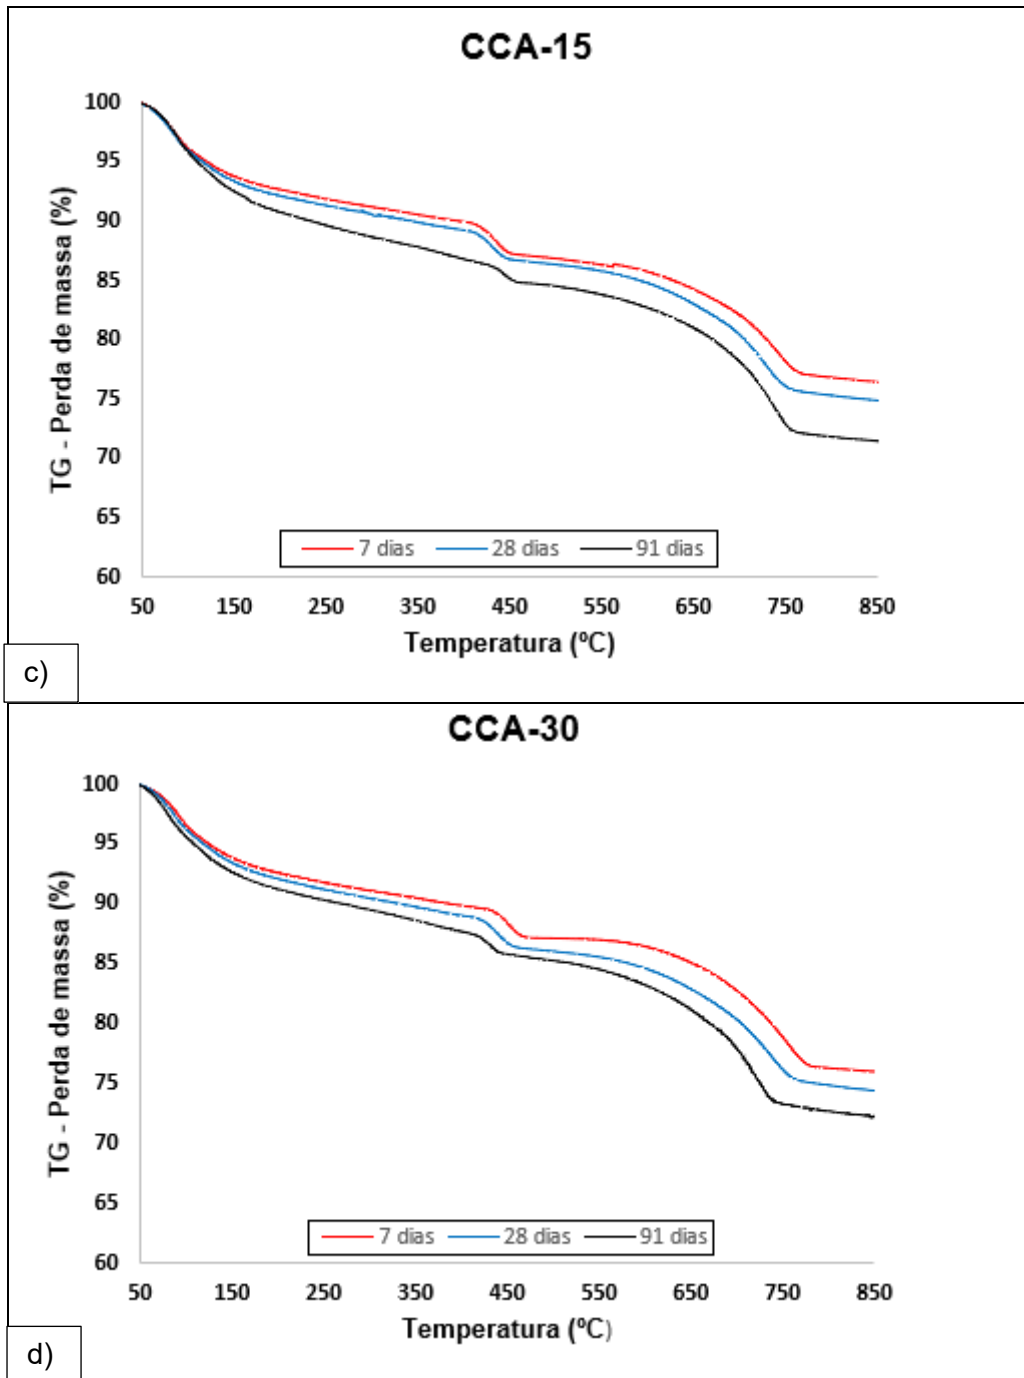 CCA-15
TG - Perda de massa (%)
100
95
90
85
80
75
70
65
60
7 dias 28 dias 91 dias
50 150 250 350 450 550 650 750 850
Temperatura (ºC)
c)
CCA-30
TG - Perda de massa (%)
100
95
90
85
80
75
70
65
60
7 dias 28 dias 91 dias
50 150 250 350 450 550 650 750 850
Temperatura (ºC)
d)